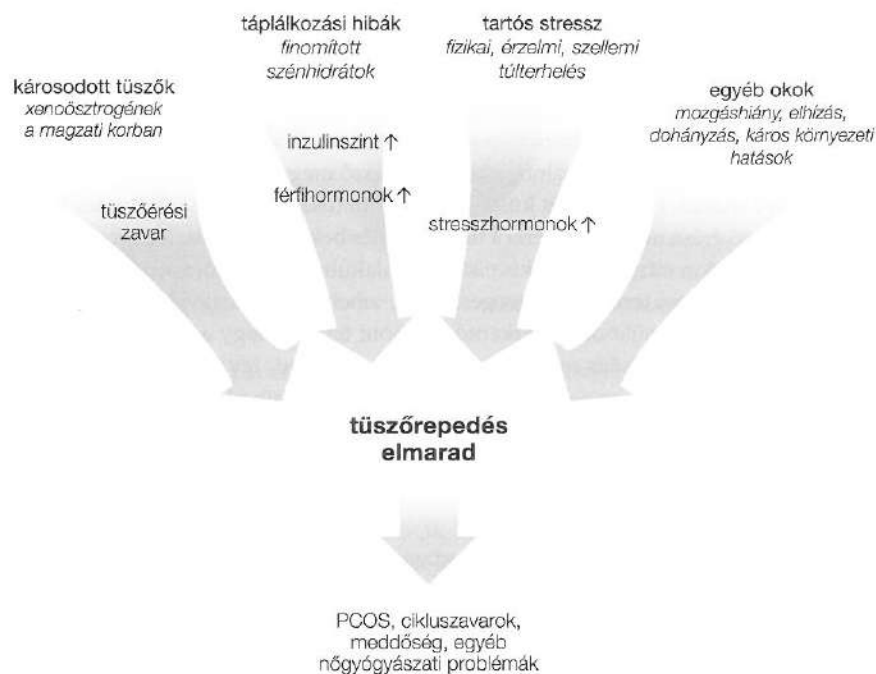 károsodott tüszők
xenoösztrogének
a magzati korban
tüszőérési
zavar
táplálkozási hibák
finomított
szénhidrátok
inzulinszint ↑
férfihormonok ↑
tartós stressz
fizikai, érzelmi, szellemi
túlterhelés
stresszhormonok ↑
egyéb okok
mozgáshiány, elhízás,
dohányzás, káros környezeti
hatások
tüszőrepedés
elmarad
PCOS, cikluszavarok,
meddőség, egyéb
nőgyógyászati problémák